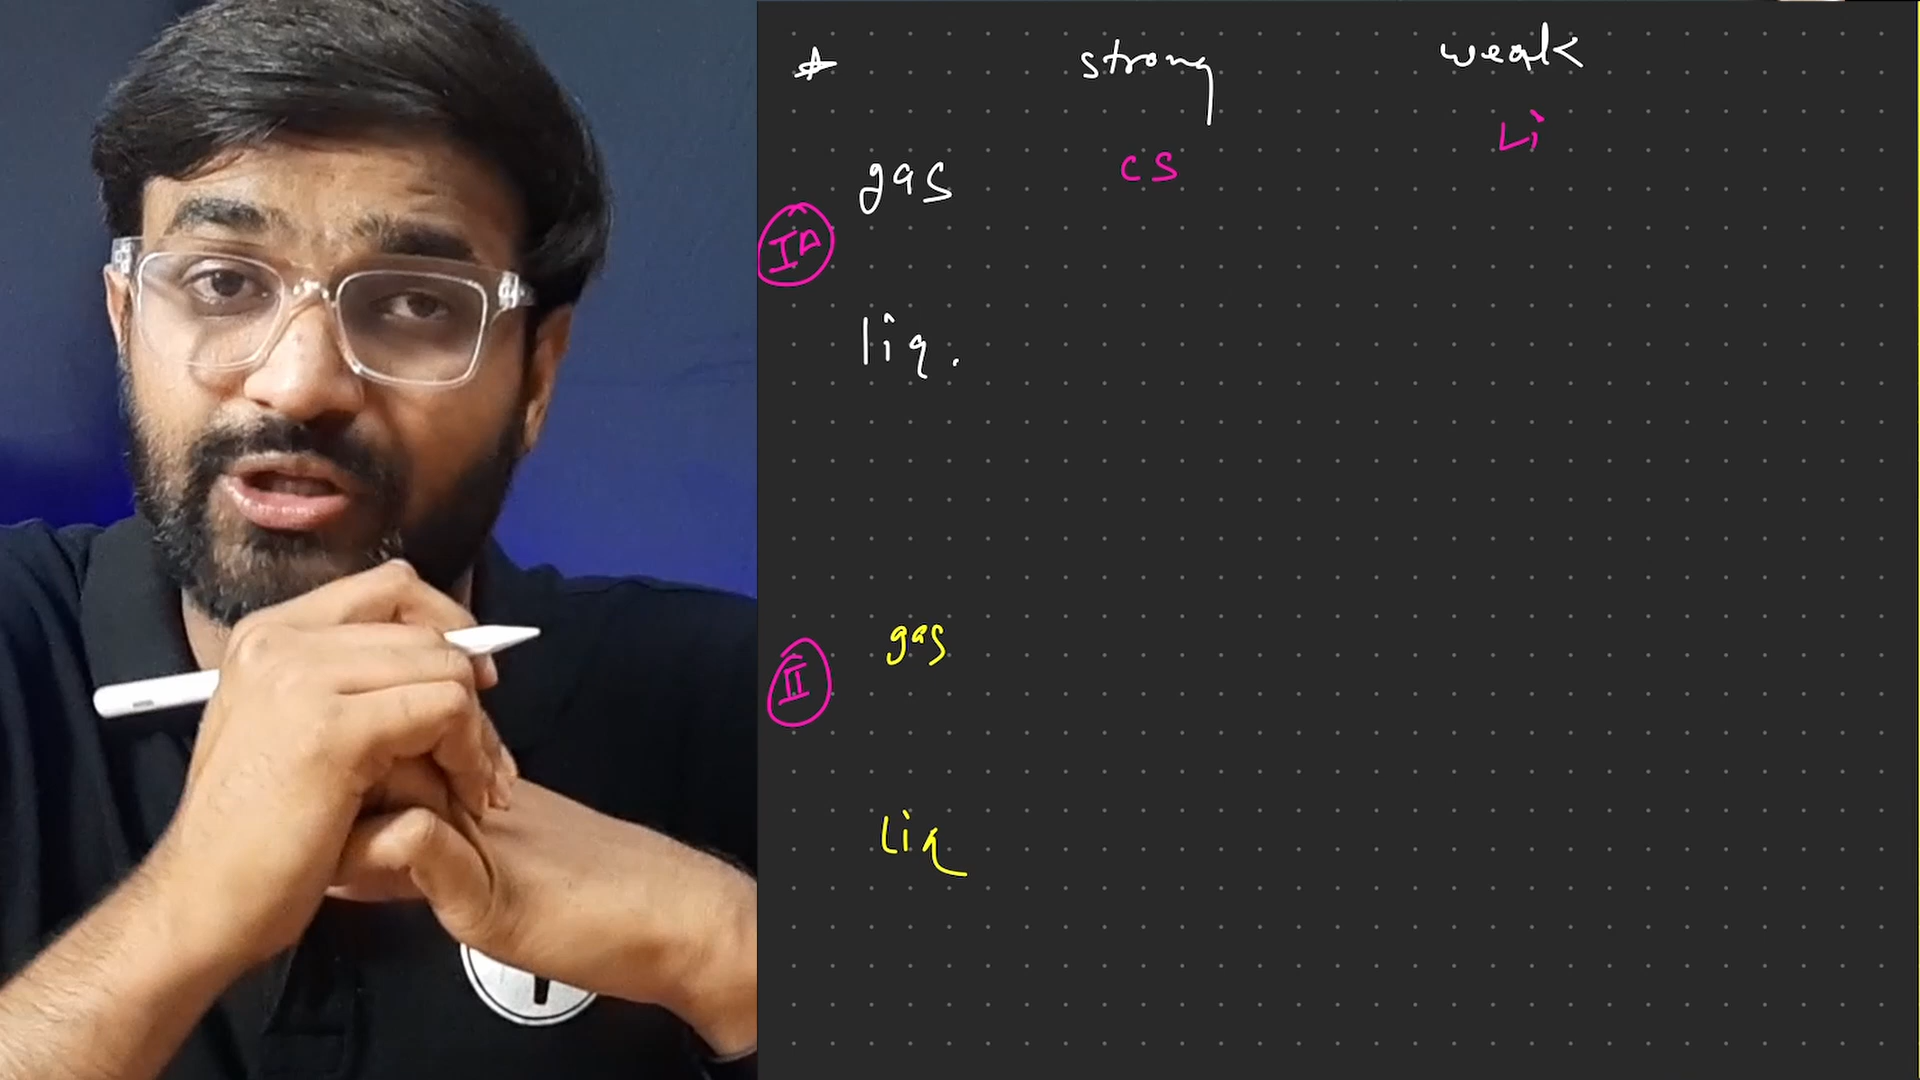 ☆ strong weak
gas cs Li
IA
liq.
II gas
Liq